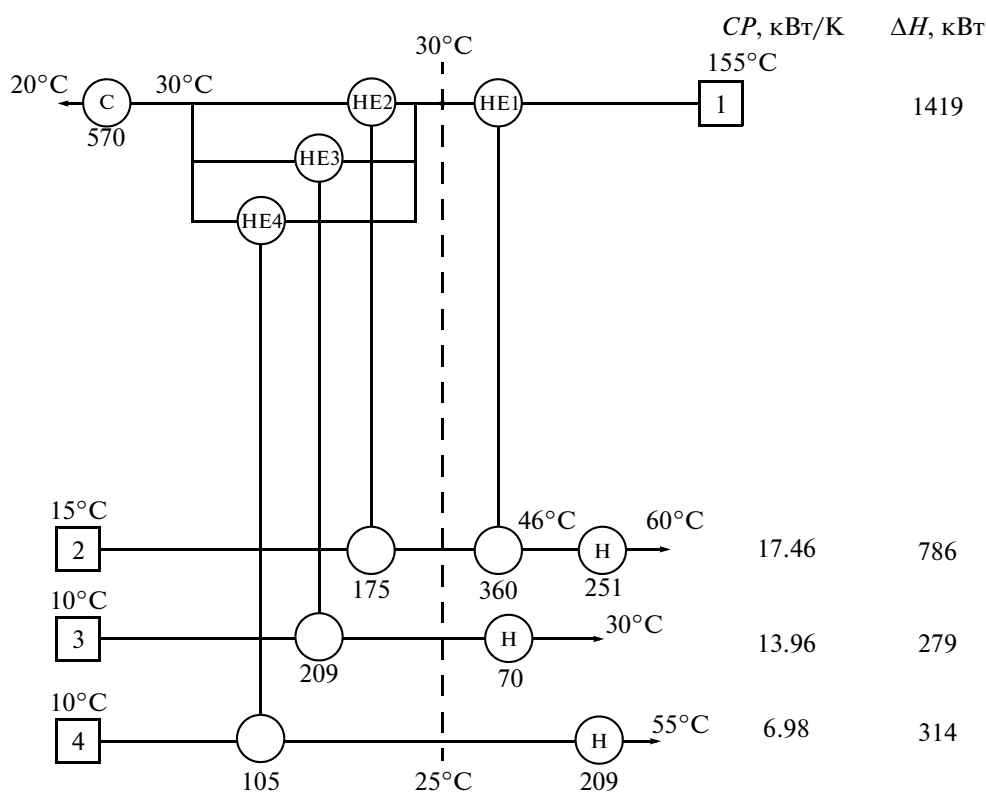 CP, кВт/K ΔH, кВт
30°C 155°C
20°C 30°C
C HE2 HE1 1 1419
570
HE3
HE4
15°C 46°C 60°C
2 H 17.46 786
175 360 251
10°C 30°C
3 H 13.96 279
209 70
10°C 55°C
4 H 6.98 314
105 25°C 209